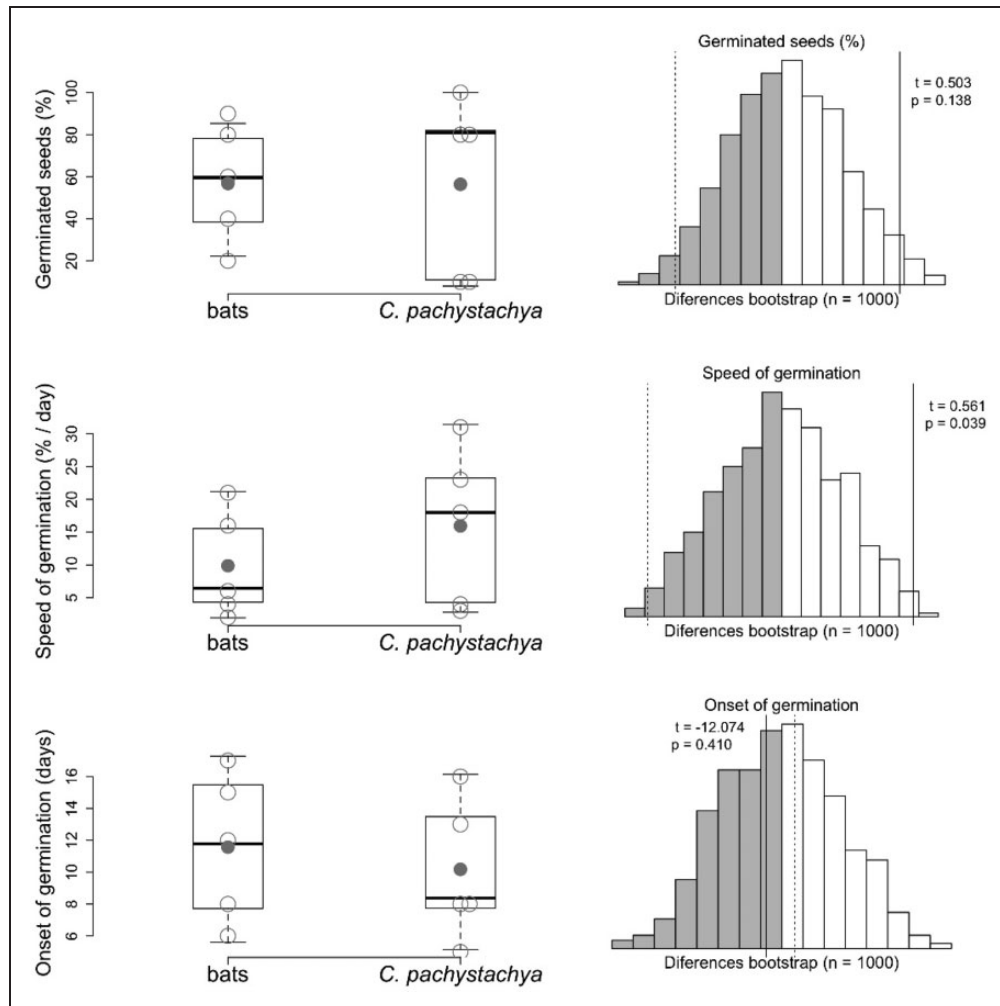 Germinated seeds (%)
100
80
60
40
20
bats
C. pachystachya
Germinated seeds (%)
t = 0.503
p = 0.138
Diferences bootstrap (n = 1000)
Speed of germination (% / day)
30
25
20
15
10
5
bats
C. pachystachya
Speed of germination
t = 0.561
p = 0.039
Diferences bootstrap (n = 1000)
Onset of germination (days)
16
14
12
10
8
6
bats
C. pachystachya
Onset of germination
t = -12.074
p = 0.410
Diferences bootstrap (n = 1000)